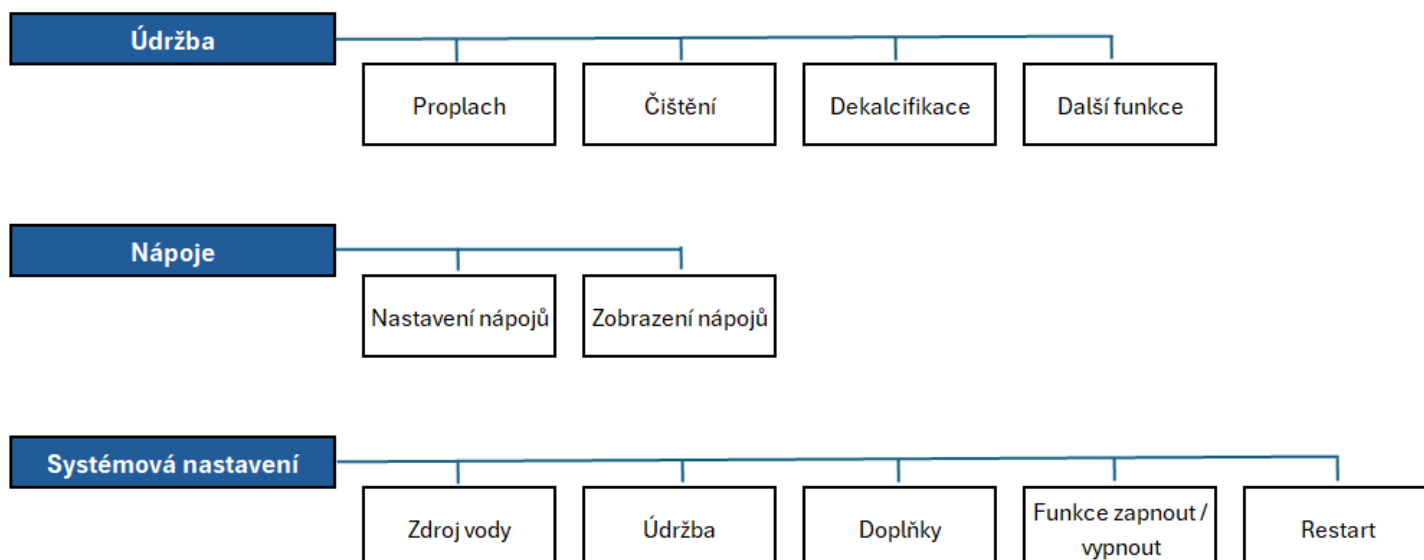 Údržba
Proplach
Čištění
Dekalcifikace
Další funkce
Nápoje
Nastavení nápojů
Zobrazení nápojů
Systémová nastavení
Zdroj vody
Údržba
Doplňky
Funkce zapnout /
vypnout
Restart